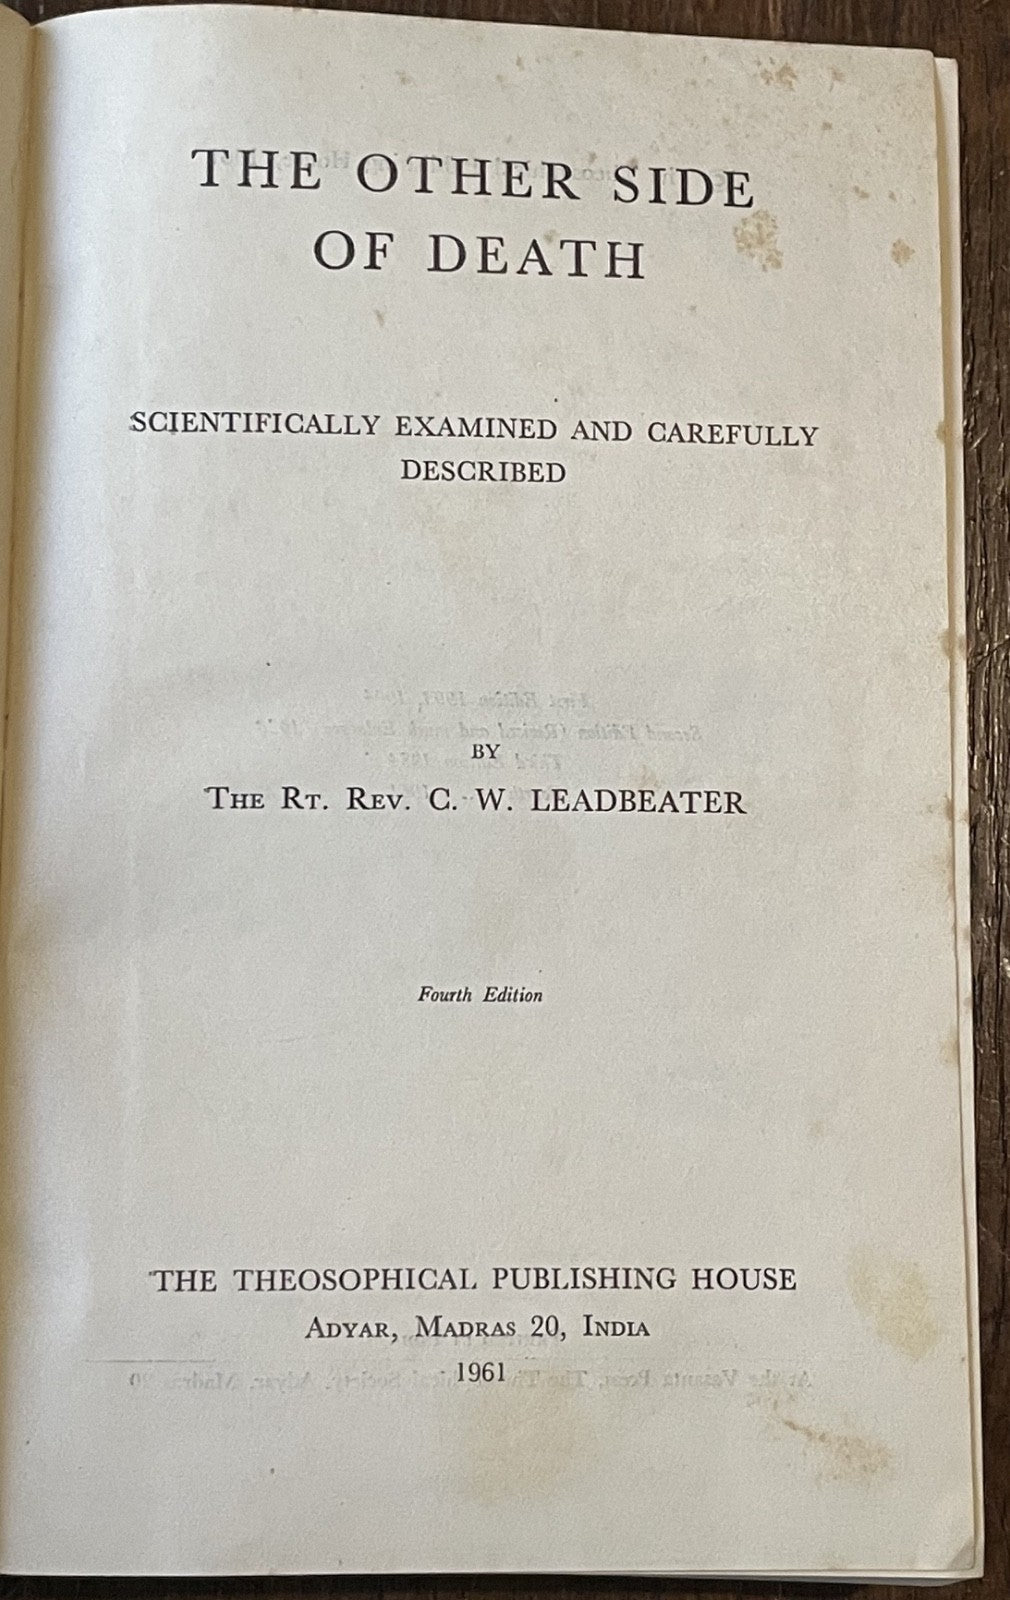 THE OTHER SIDE
OF DEATH
SCIENTIFICALLY EXAMINED AND CAREFULLY
DESCRIBED
BY
THE RT. REV. C. W. LEADBEATER
Fourth Edition
THE THEOSOPHICAL PUBLISHING HOUSE
ADYAR, MADRAS 20, INDIA
1961